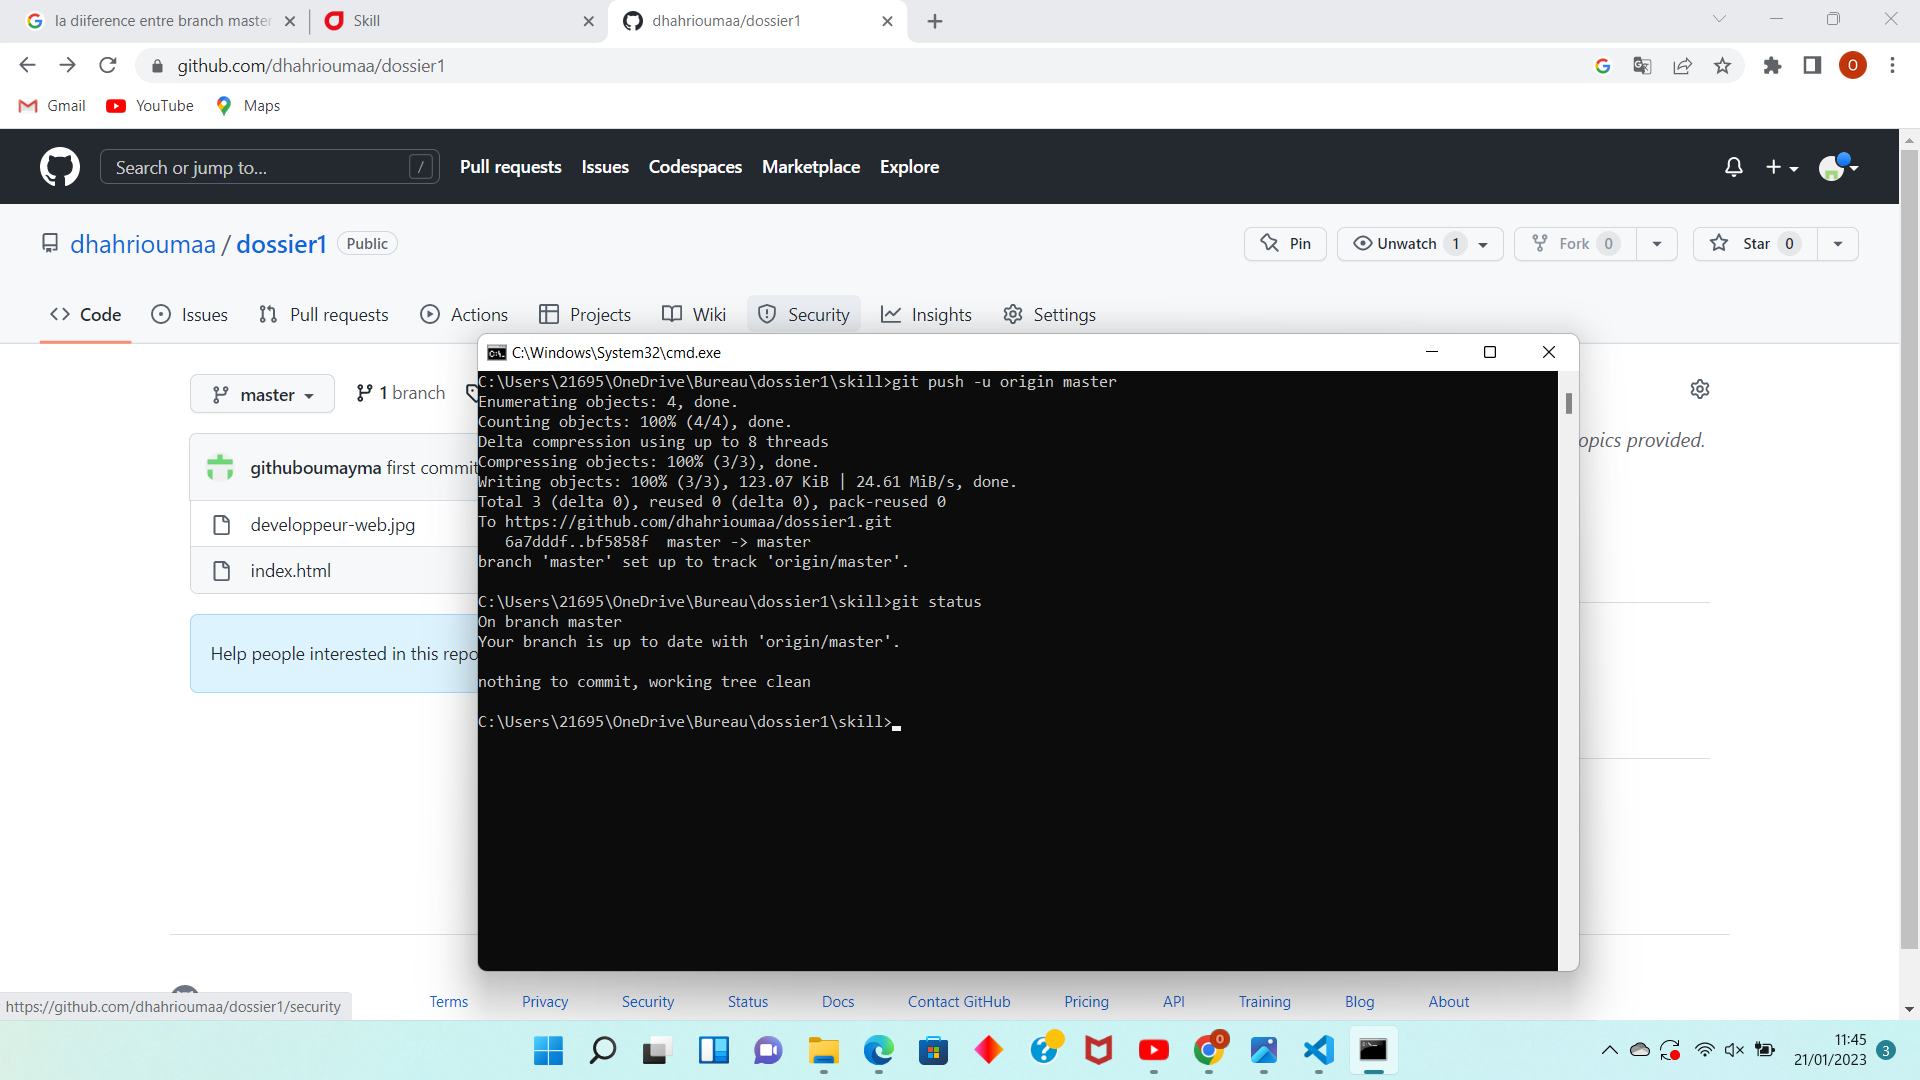 la diiference entre branch master
Skill
dhahrioumaa/dossier1
github.com/dhahrioumaa/dossier1
O
Gmail
YouTube
Maps
Search or jump to...
/
Pull requests
Issues
Codespaces
Marketplace
Explore
dhahrioumaa / dossier1
Public
Pin
Unwatch 1
Fork 0
Star 0
Code
Issues
Pull requests
Actions
Projects
Wiki
Security
Insights
Settings
master
1 branch
githuboumayma first commit
developpeur-web.jpg
index.html
Help people interested in this repo
opics provided.
C:\Windows\System32\cmd.exe
C:\Users\21695\OneDrive\Bureau\dossier1\skill>git push -u origin master
Enumerating objects: 4, done.
Counting objects: 100% (4/4), done.
Delta compression using up to 8 threads
Compressing objects: 100% (3/3), done.
Writing objects: 100% (3/3), 123.07 KiB | 24.61 MiB/s, done.
Total 3 (delta 0), reused 0 (delta 0), pack-reused 0
To https://github.com/dhahrioumaa/dossier1.git
   6a7dddf..bf5858f  master -> master
branch 'master' set up to track 'origin/master'.
C:\Users\21695\OneDrive\Bureau\dossier1\skill>git status
On branch master
Your branch is up to date with 'origin/master'.
nothing to commit, working tree clean
C:\Users\21695\OneDrive\Bureau\dossier1\skill>
Terms
Privacy
Security
Status
Docs
Contact GitHub
Pricing
API
Training
Blog
About
https://github.com/dhahrioumaa/dossier1/security
11:45
21/01/2023
3